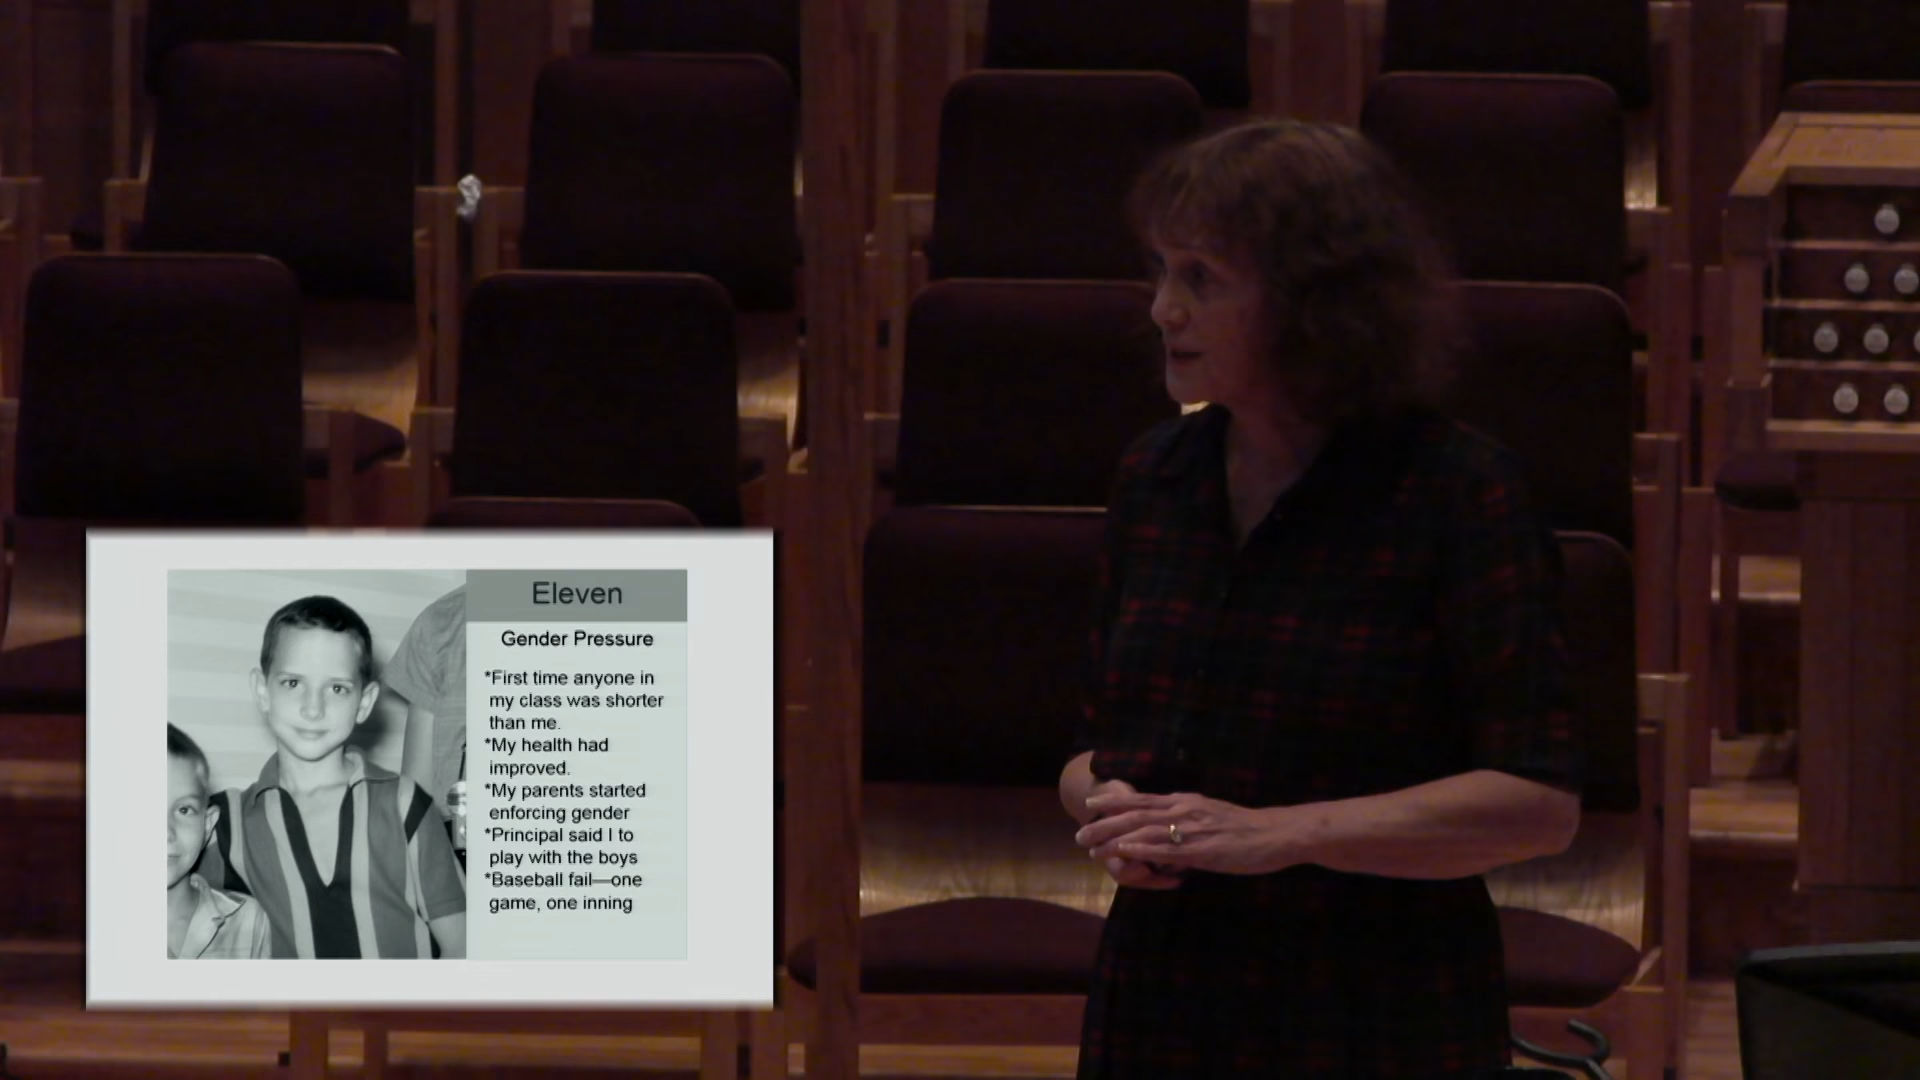 Eleven
Gender Pressure
*First time anyone in
my class was shorter
than me.
*My health had
improved.
*My parents started
enforcing gender
*Principal said I to
play with the boys
*Baseball fail—one
game, one inning